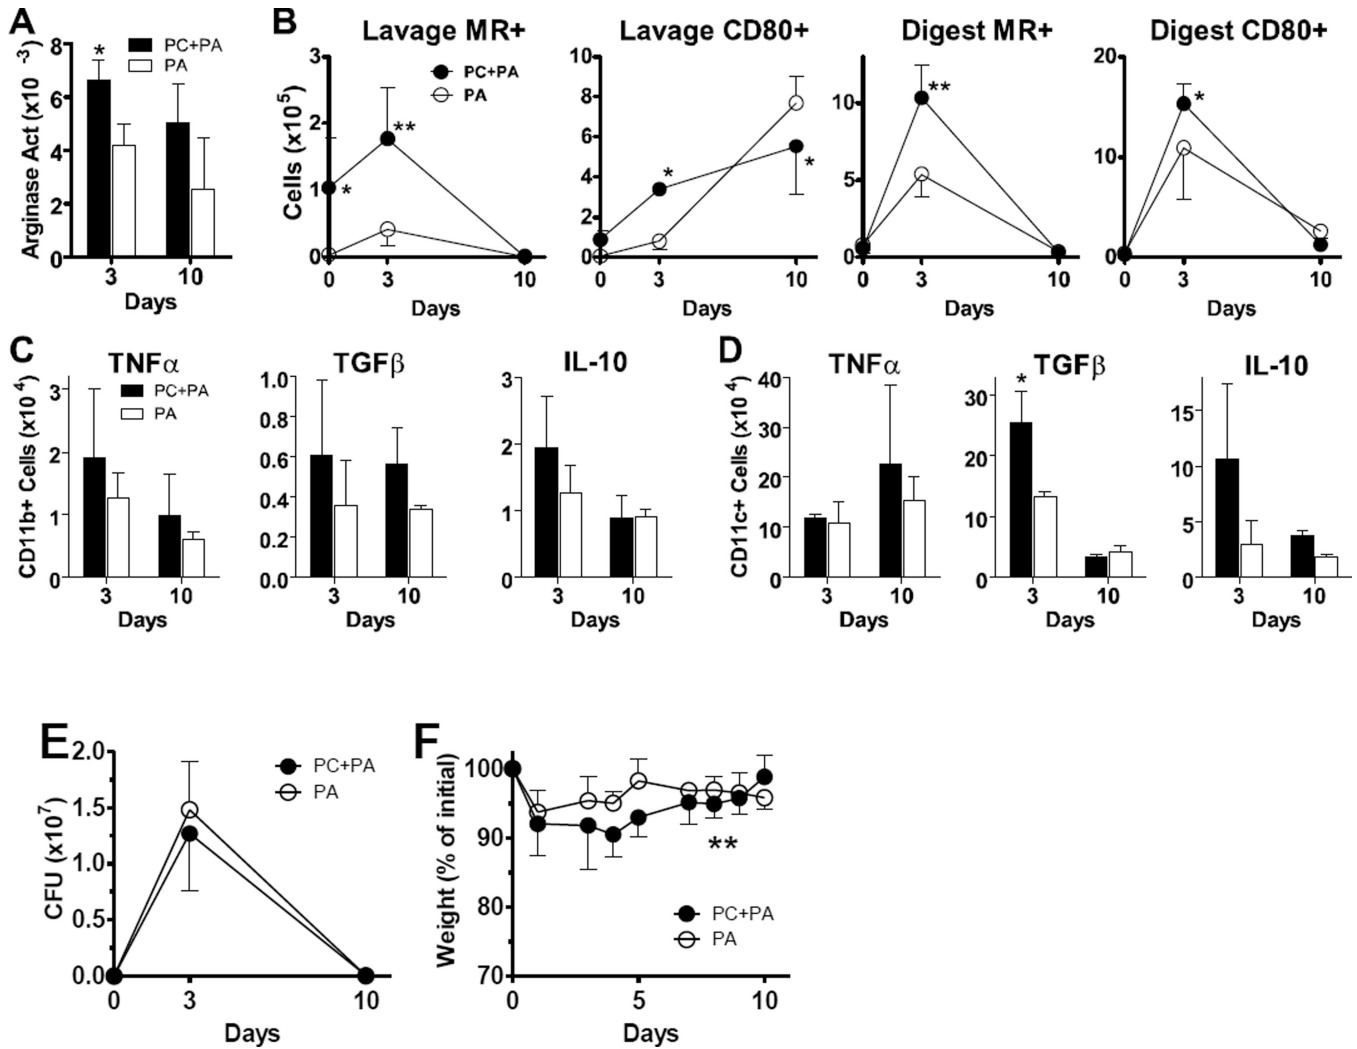 A
Arginase Act (x10 -3)
8
6
4
2
0
*
PC+PA
PA
3 10
Days
B
Lavage MR+
Cells (x10⁵)
3
2
1
0
PC+PA
PA
*
**
0 3 10
Days
Lavage CD80+
10
8
6
4
2
0
*
*
0 3 10
Days
Digest MR+
10
5
0
**
0 3 10
Days
Digest CD80+
20
10
0
*
0 3 10
Days
C
TNFα
CD11b+ Cells (x10 4)
3
2
1
0
PC+PA
PA
3 10
Days
TGFβ
1.0
0.8
0.6
0.4
0.2
0.0
3 10
Days
IL-10
3
2
1
0
3 10
Days
D
TNFα
CD11c+ Cells (x10 4)
40
30
20
10
0
3 10
Days
TGFβ
30
20
10
0
*
3 10
Days
IL-10
15
10
5
0
3 10
Days
E
CFU (x10⁷)
2.0
1.5
1.0
0.5
0.0
PC+PA
PA
0 3 10
Days
F
Weight (% of initial)
100
90
80
70
**
PC+PA
PA
0 5 10
Days